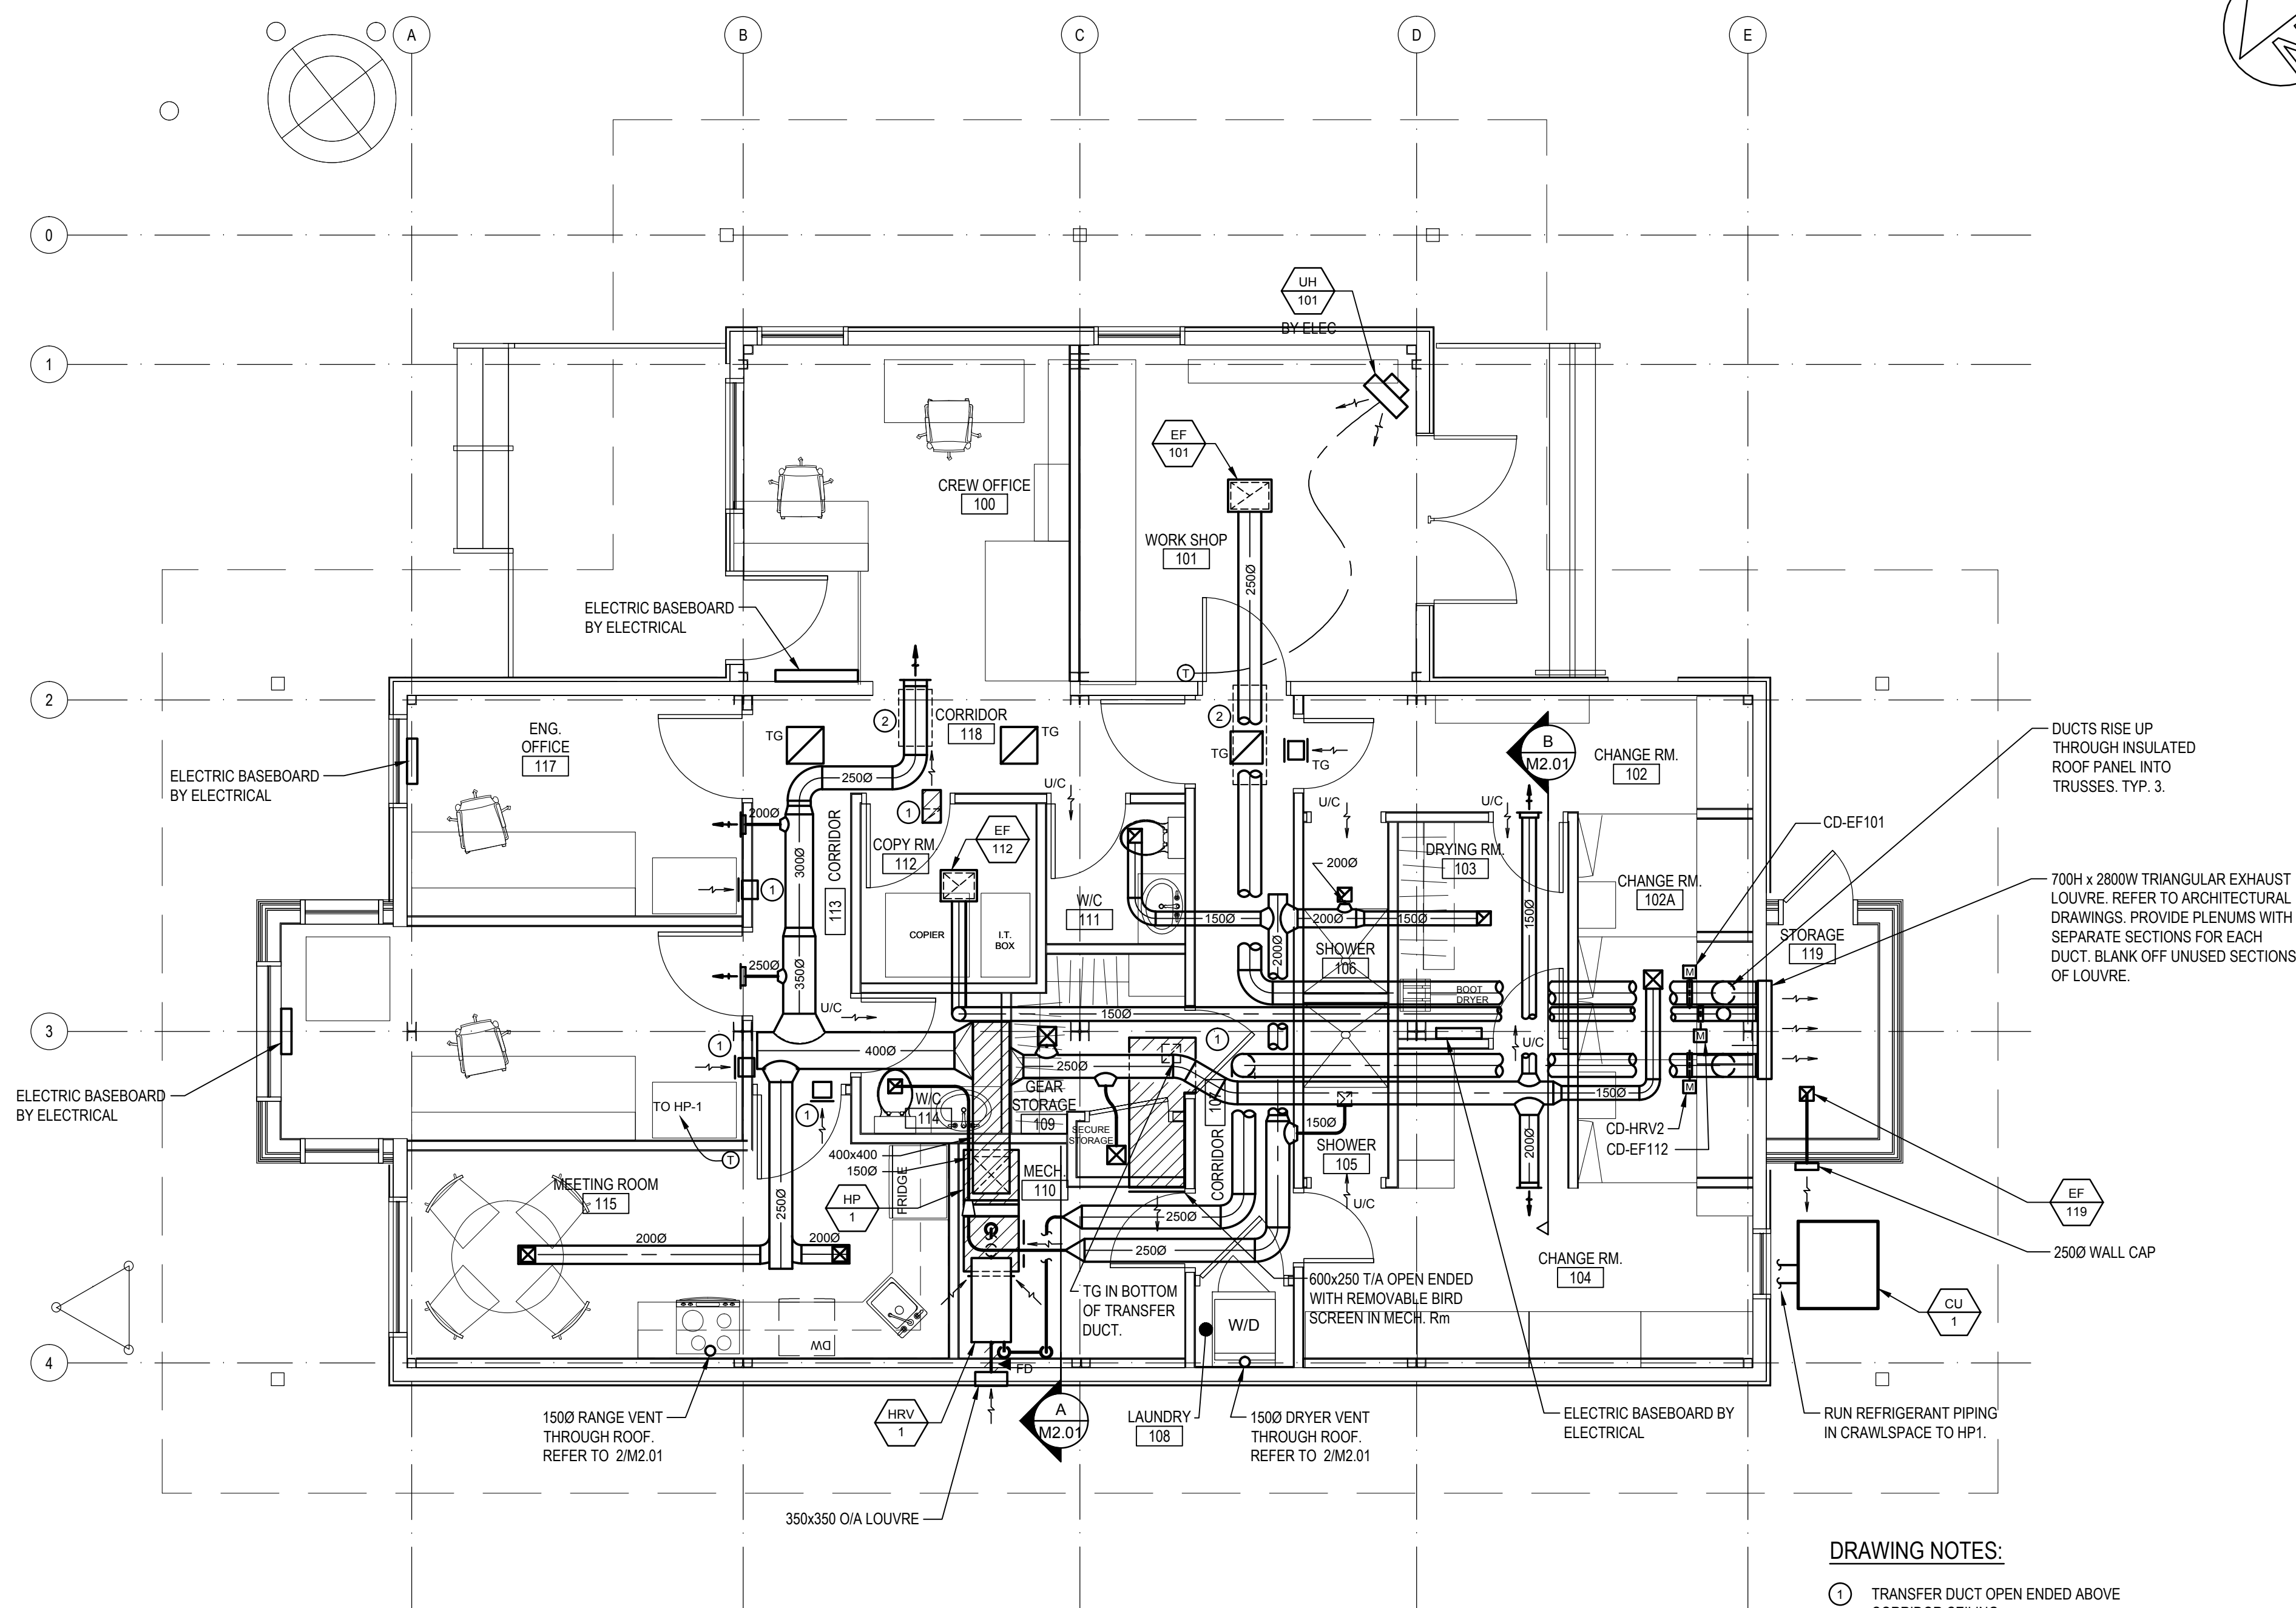 A
B
C
D
E
0
UH
101
BY ELEC
1
EF
101
CREW OFFICE
100
WORK SHOP
101
250Ø
ELECTRIC BASEBOARD
BY ELECTRICAL
T
2
ENG.
OFFICE
117
2
CORRIDOR
118
TG
TG
2
TG
TG
B
M2.01
CHANGE RM.
102
DUCTS RISE UP
THROUGH INSULATED
ROOF PANEL INTO
TRUSSES. TYP. 3.
ELECTRIC BASEBOARD
BY ELECTRICAL
250Ø
U/C
U/C
U/C
200Ø
1
COPY RM.
112
EF
112
CD-EF101
300Ø
CORRIDOR
113
DRYING RM.
103
200Ø
1
CHANGE RM.
102A
700H x 2800W TRIANGULAR EXHAUST
LOUVRE. REFER TO ARCHITECTURAL
DRAWINGS. PROVIDE PLENUMS WITH
SEPARATE SECTIONS FOR EACH
DUCT. BLANK OFF UNUSED SECTIONS
OF LOUVRE.
W/C
111
150Ø
200Ø
150Ø
150Ø
COPIER
I.T.
BOX
STORAGE
119
SHOWER
106
200Ø
250Ø
350Ø
BOOT
DRYER
M
U/C
150Ø
3
1
400Ø
1
U/C
M
250Ø
GEAR
STORAGE
109
150Ø
M
ELECTRIC BASEBOARD
BY ELECTRICAL
TO HP-1
T
1
W/C
114
SECURE
STORAGE
CORRIDOR
107
150Ø
SHOWER
105
200Ø
CD-HRV2
CD-EF112
400x400
150Ø
MECH.
110
MEETING ROOM
115
HP
1
FRIDGE
250Ø
U/C
EF
119
200Ø
200Ø
250Ø
250Ø
250Ø WALL CAP
CHANGE RM.
104
TG IN BOTTOM
OF TRANSFER
DUCT.
600x250 T/A OPEN ENDED
WITH REMOVABLE BIRD
SCREEN IN MECH. Rm
CU
1
W/D
DW
4
FD
150Ø RANGE VENT
THROUGH ROOF.
REFER TO 2/M2.01
HRV
1
A
M2.01
LAUNDRY
108
150Ø DRYER VENT
THROUGH ROOF.
REFER TO 2/M2.01
ELECTRIC BASEBOARD BY
ELECTRICAL
RUN REFRIGERANT PIPING
IN CRAWLSPACE TO HP1.
350x350 O/A LOUVRE
DRAWING NOTES:
1 TRANSFER DUCT OPEN ENDED ABOVE